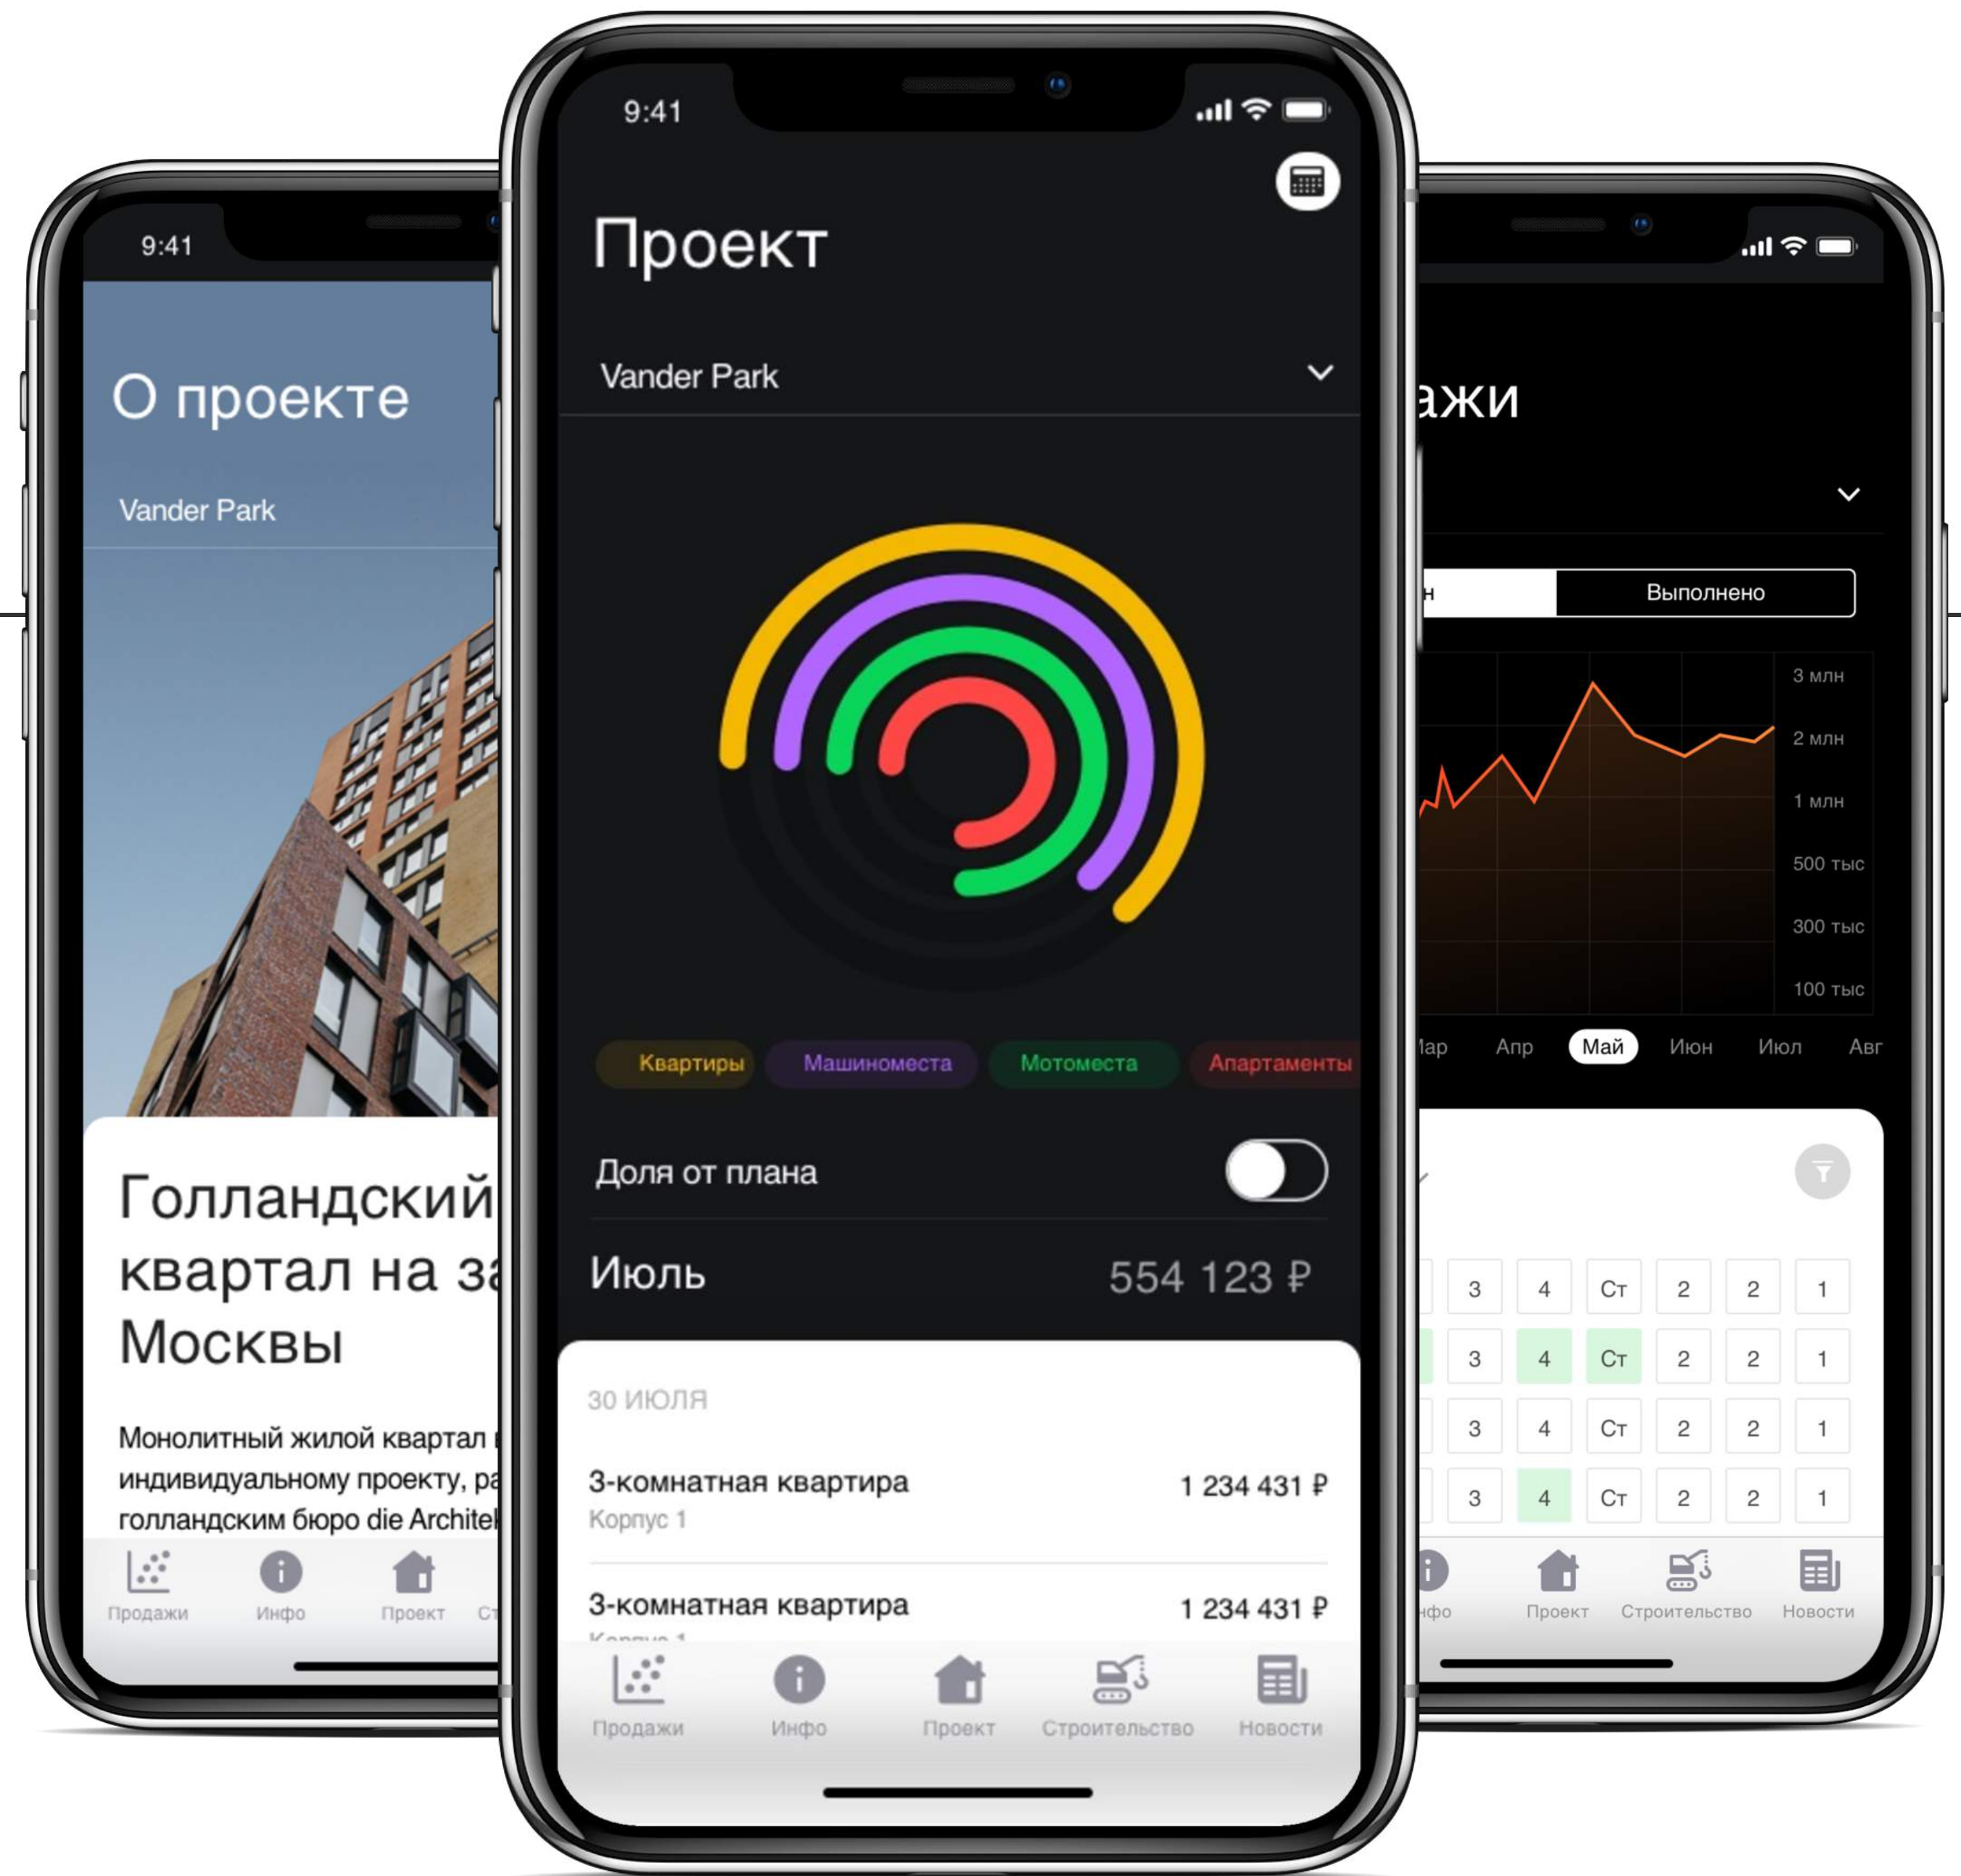 9:41
О проекте
Vander Park
Голландский
квартал на
Москвы
Монолитный жилой квартал
индивидуальному проекту,
голландским бюро die
Продажи
Инфо
Проект
9:41
Проект
Vander Park
Квартиры
Машиноместа
Мотоместа
Апартаменты
Доля от плана
Июль 554 123 ₽
30 ИЮЛЯ
3-комнатная квартира 1 234 431 ₽
Корпус 1
3-комнатная квартира 1 234 431 ₽
Корпус 1
Продажи
Инфо
Проект
Строительство
Новости
ажи
Выполнено
3 млн
2 млн
1 млн
500 тыс
300 тыс
100 тыс
Апр Май Июн Июл Авг
3 4 Ст 2 2 1
3 4 Ст 2 2 1
3 4 Ст 2 2 1
3 4 Ст 2 2 1
Проект
Строительство
Новости